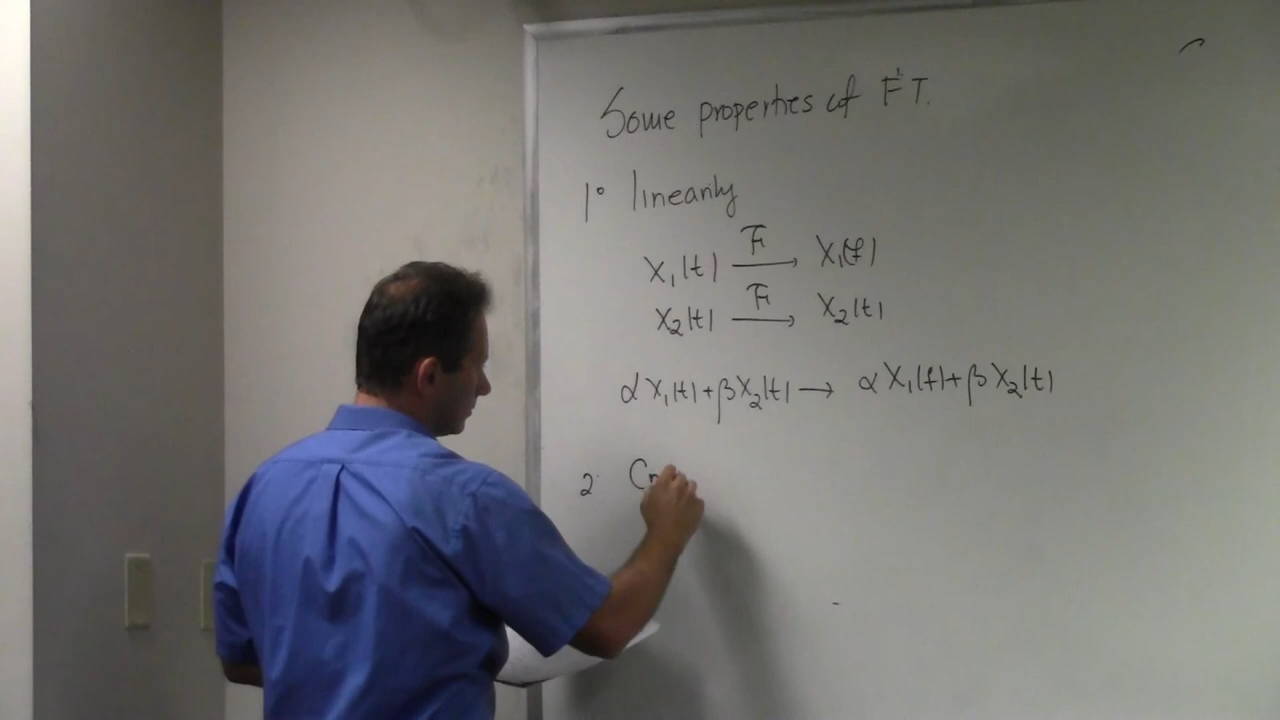 Some properties of FT.
1° linearity
X₁(t) F→ X₁(f)
X₂(t) F→ X₂(t)
αX₁(t)+βX₂(t) → αX₁(f)+βX₂(t)
2.